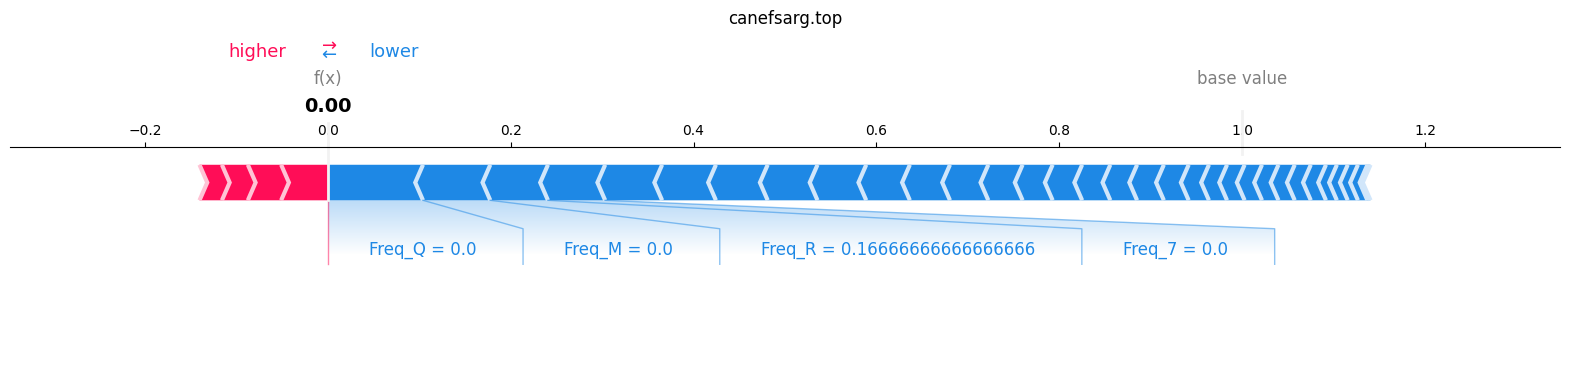 canefsarg.top
higher ⇄ lower
f(x) base value
0.00
−0.2 0 0 0.2 0.4 0.6 0.8 1 0 1.2
Freq_Q = 0.0 Freq_M = 0.0 Freq_R = 0.16666666666666666 Freq_7 = 0.0